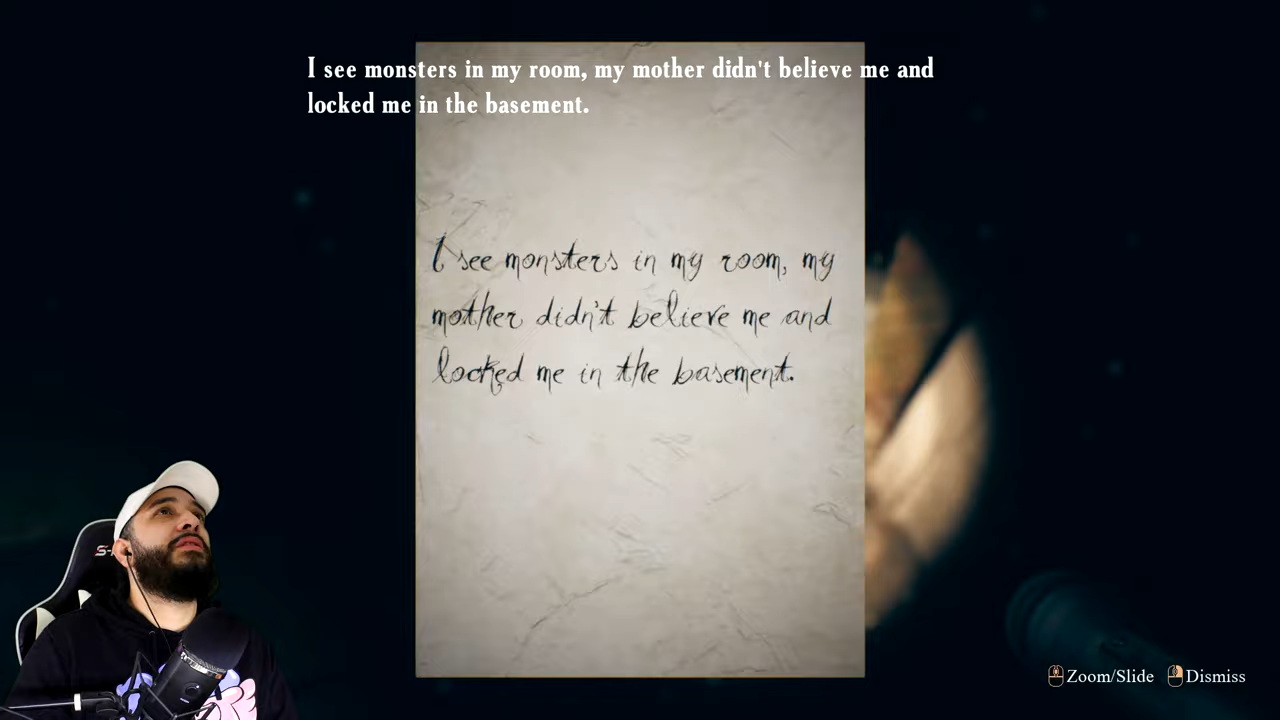 I see monsters in my room, my mother didn't believe me and
locked me in the basement.
I see monsters in my room, my
mother didn't believe me and
locked me in the basement.
Zoom/Slide Dismiss